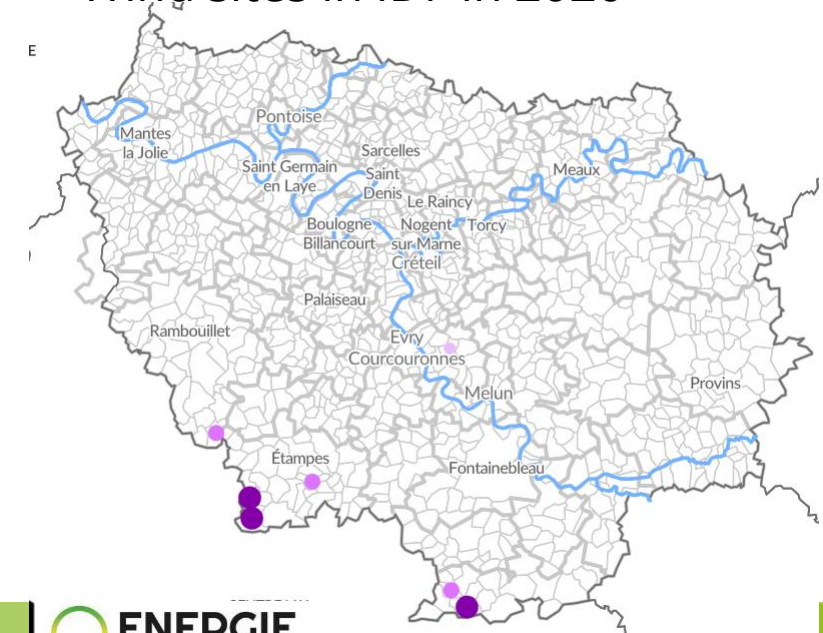 E
Pontoise
Mantes
la Jolie
Sarcelles
Saint Germain
en Laye
Saint
Denis
Meaux
Le Raincy
Boulogne
Billancourt
Nogent
sur Marne
Torcy
Créteil
Palaiseau
Rambouillet
Evry
Courcouronnes
Melun
Provins
Étampes
Fontainebleau
ENERGIE